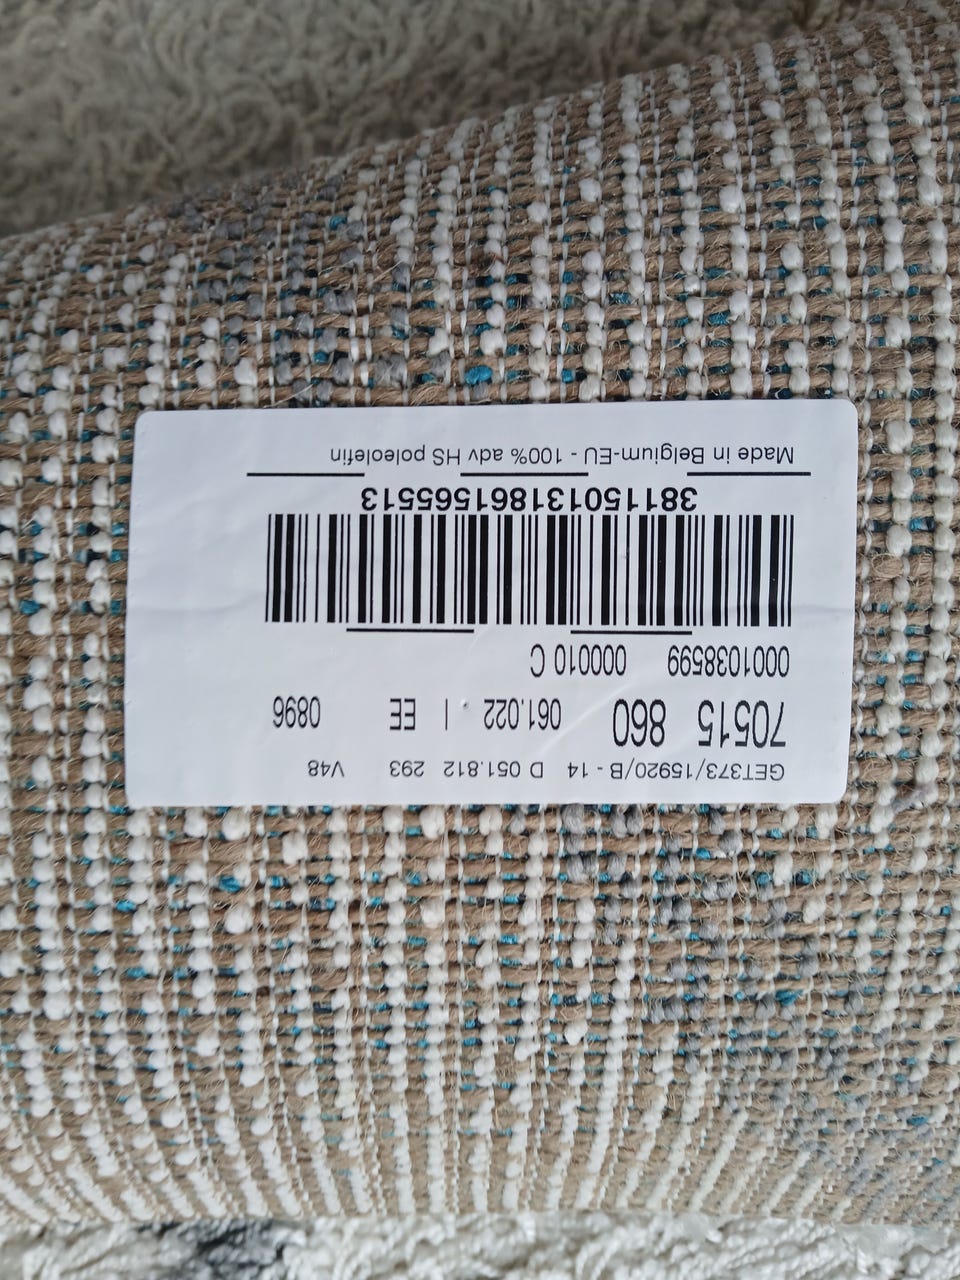 GET373/15920/B - 14 D 051.812 293 V48
70515 860 061.022 . | EE 0896
0001038599 000010 C
381150131861565513
Made in Belgium-EU - 100% adv HS poleolefin